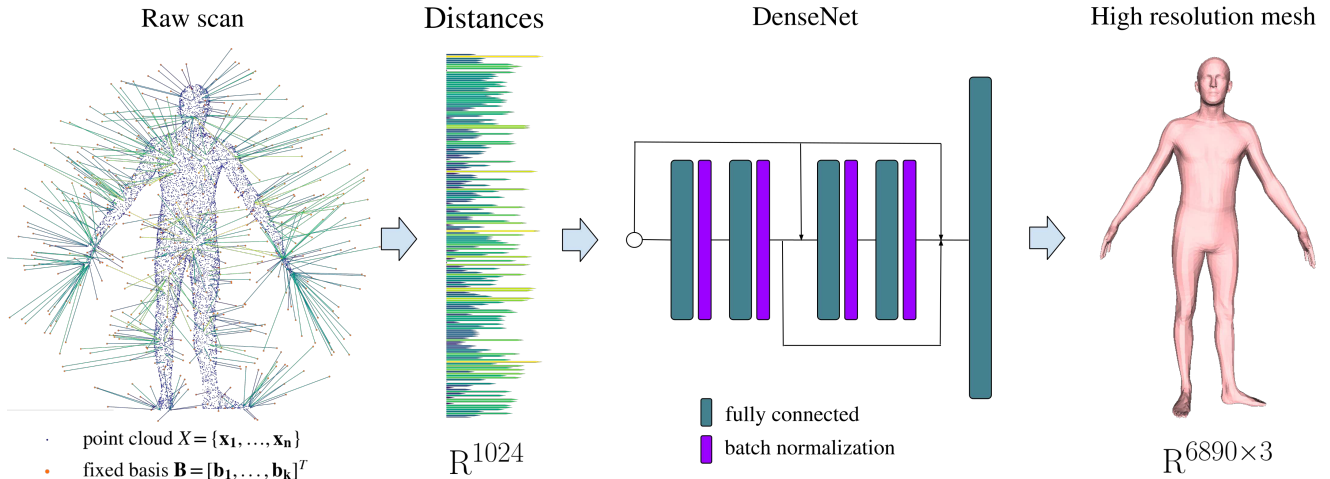 Raw scan
Distances
DenseNet
High resolution mesh
point cloud X = {x₁, …, xₙ}
fixed basis B = [b₁, …, bₖ]ᵀ
fully connected
batch normalization
ℝ¹⁰²⁴
ℝ⁶⁸⁹⁰ˣ³